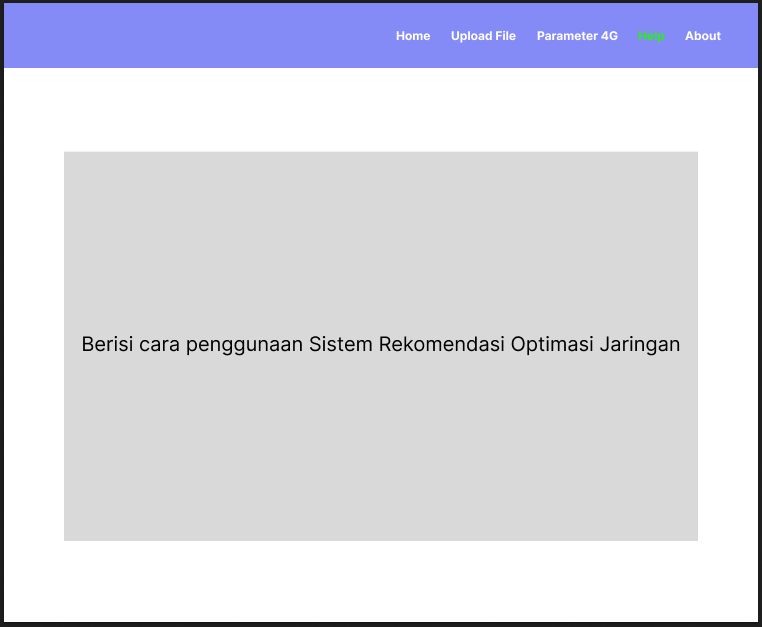 Home Upload File Parameter 4G Help About
Berisi cara penggunaan Sistem Rekomendasi Optimasi Jaringan